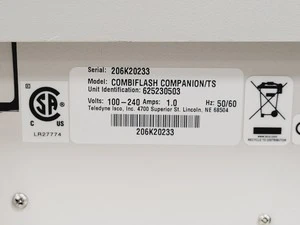 Serial: 206K20233
Model: COMBIFLASH COMPANION/TS
Unit Identification: 625230503
Volts: 100-240 Amps: 1.0 Hz: 50/60
Teledyne Isco, Inc. 4700 Superior St. Lincoln, NE 68504
206K20233
SA
C US
LR27774